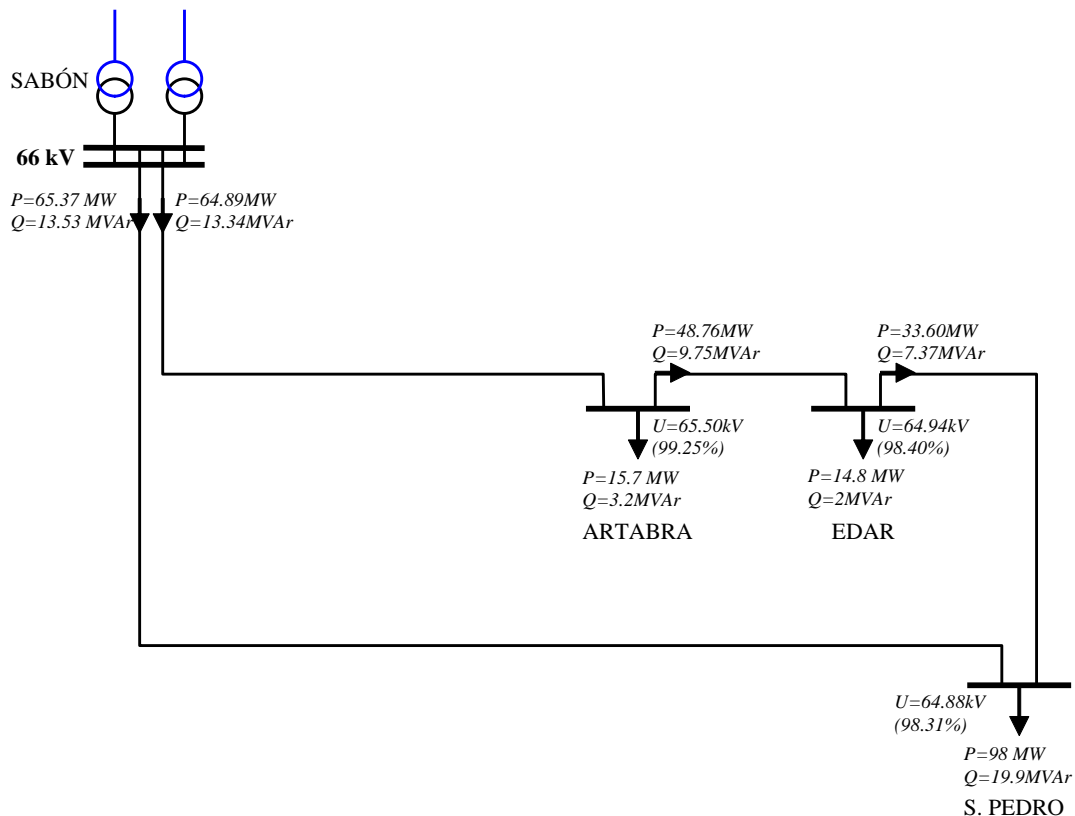 SABÓN
66 kV
P=65.37 MW
Q=13.53 MVAr
P=64.89MW
Q=13.34MVAr
P=48.76MW
Q=9.75MVAr
P=33.60MW
Q=7.37MVAr
U=65.50kV
(99.25%)
P=15.7 MW
Q=3.2MVAr
ARTABRA
U=64.94kV
(98.40%)
P=14.8 MW
Q=2MVAr
EDAR
U=64.88kV
(98.31%)
P=98 MW
Q=19.9MVAr
S. PEDRO